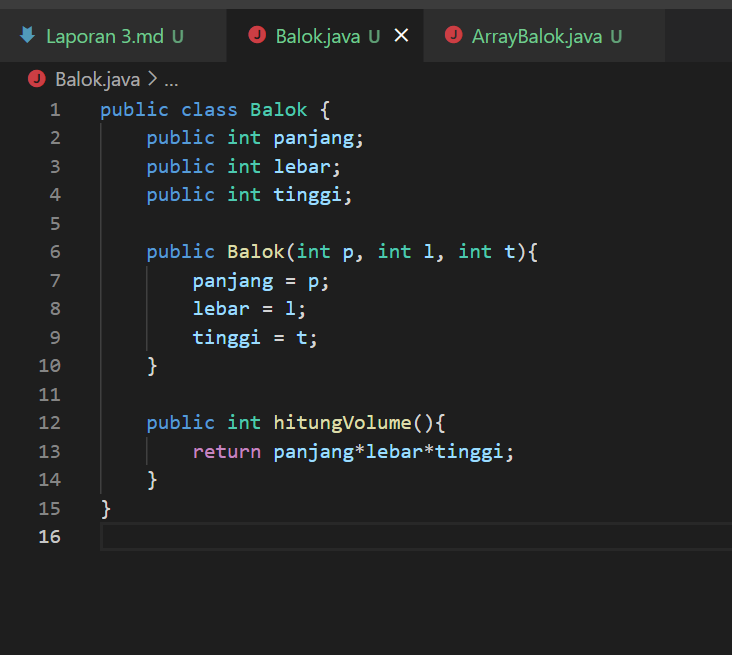 Laporan 3.md U Balok.java U ArrayBalok.java U
Balok.java > ...
1 public class Balok {
2 public int panjang;
3 public int lebar;
4 public int tinggi;
5
6 public Balok(int p, int l, int t){
7 panjang = p;
8 lebar = l;
9 tinggi = t;
10 }
11
12 public int hitungVolume(){
13 return panjang*lebar*tinggi;
14 }
15 }
16